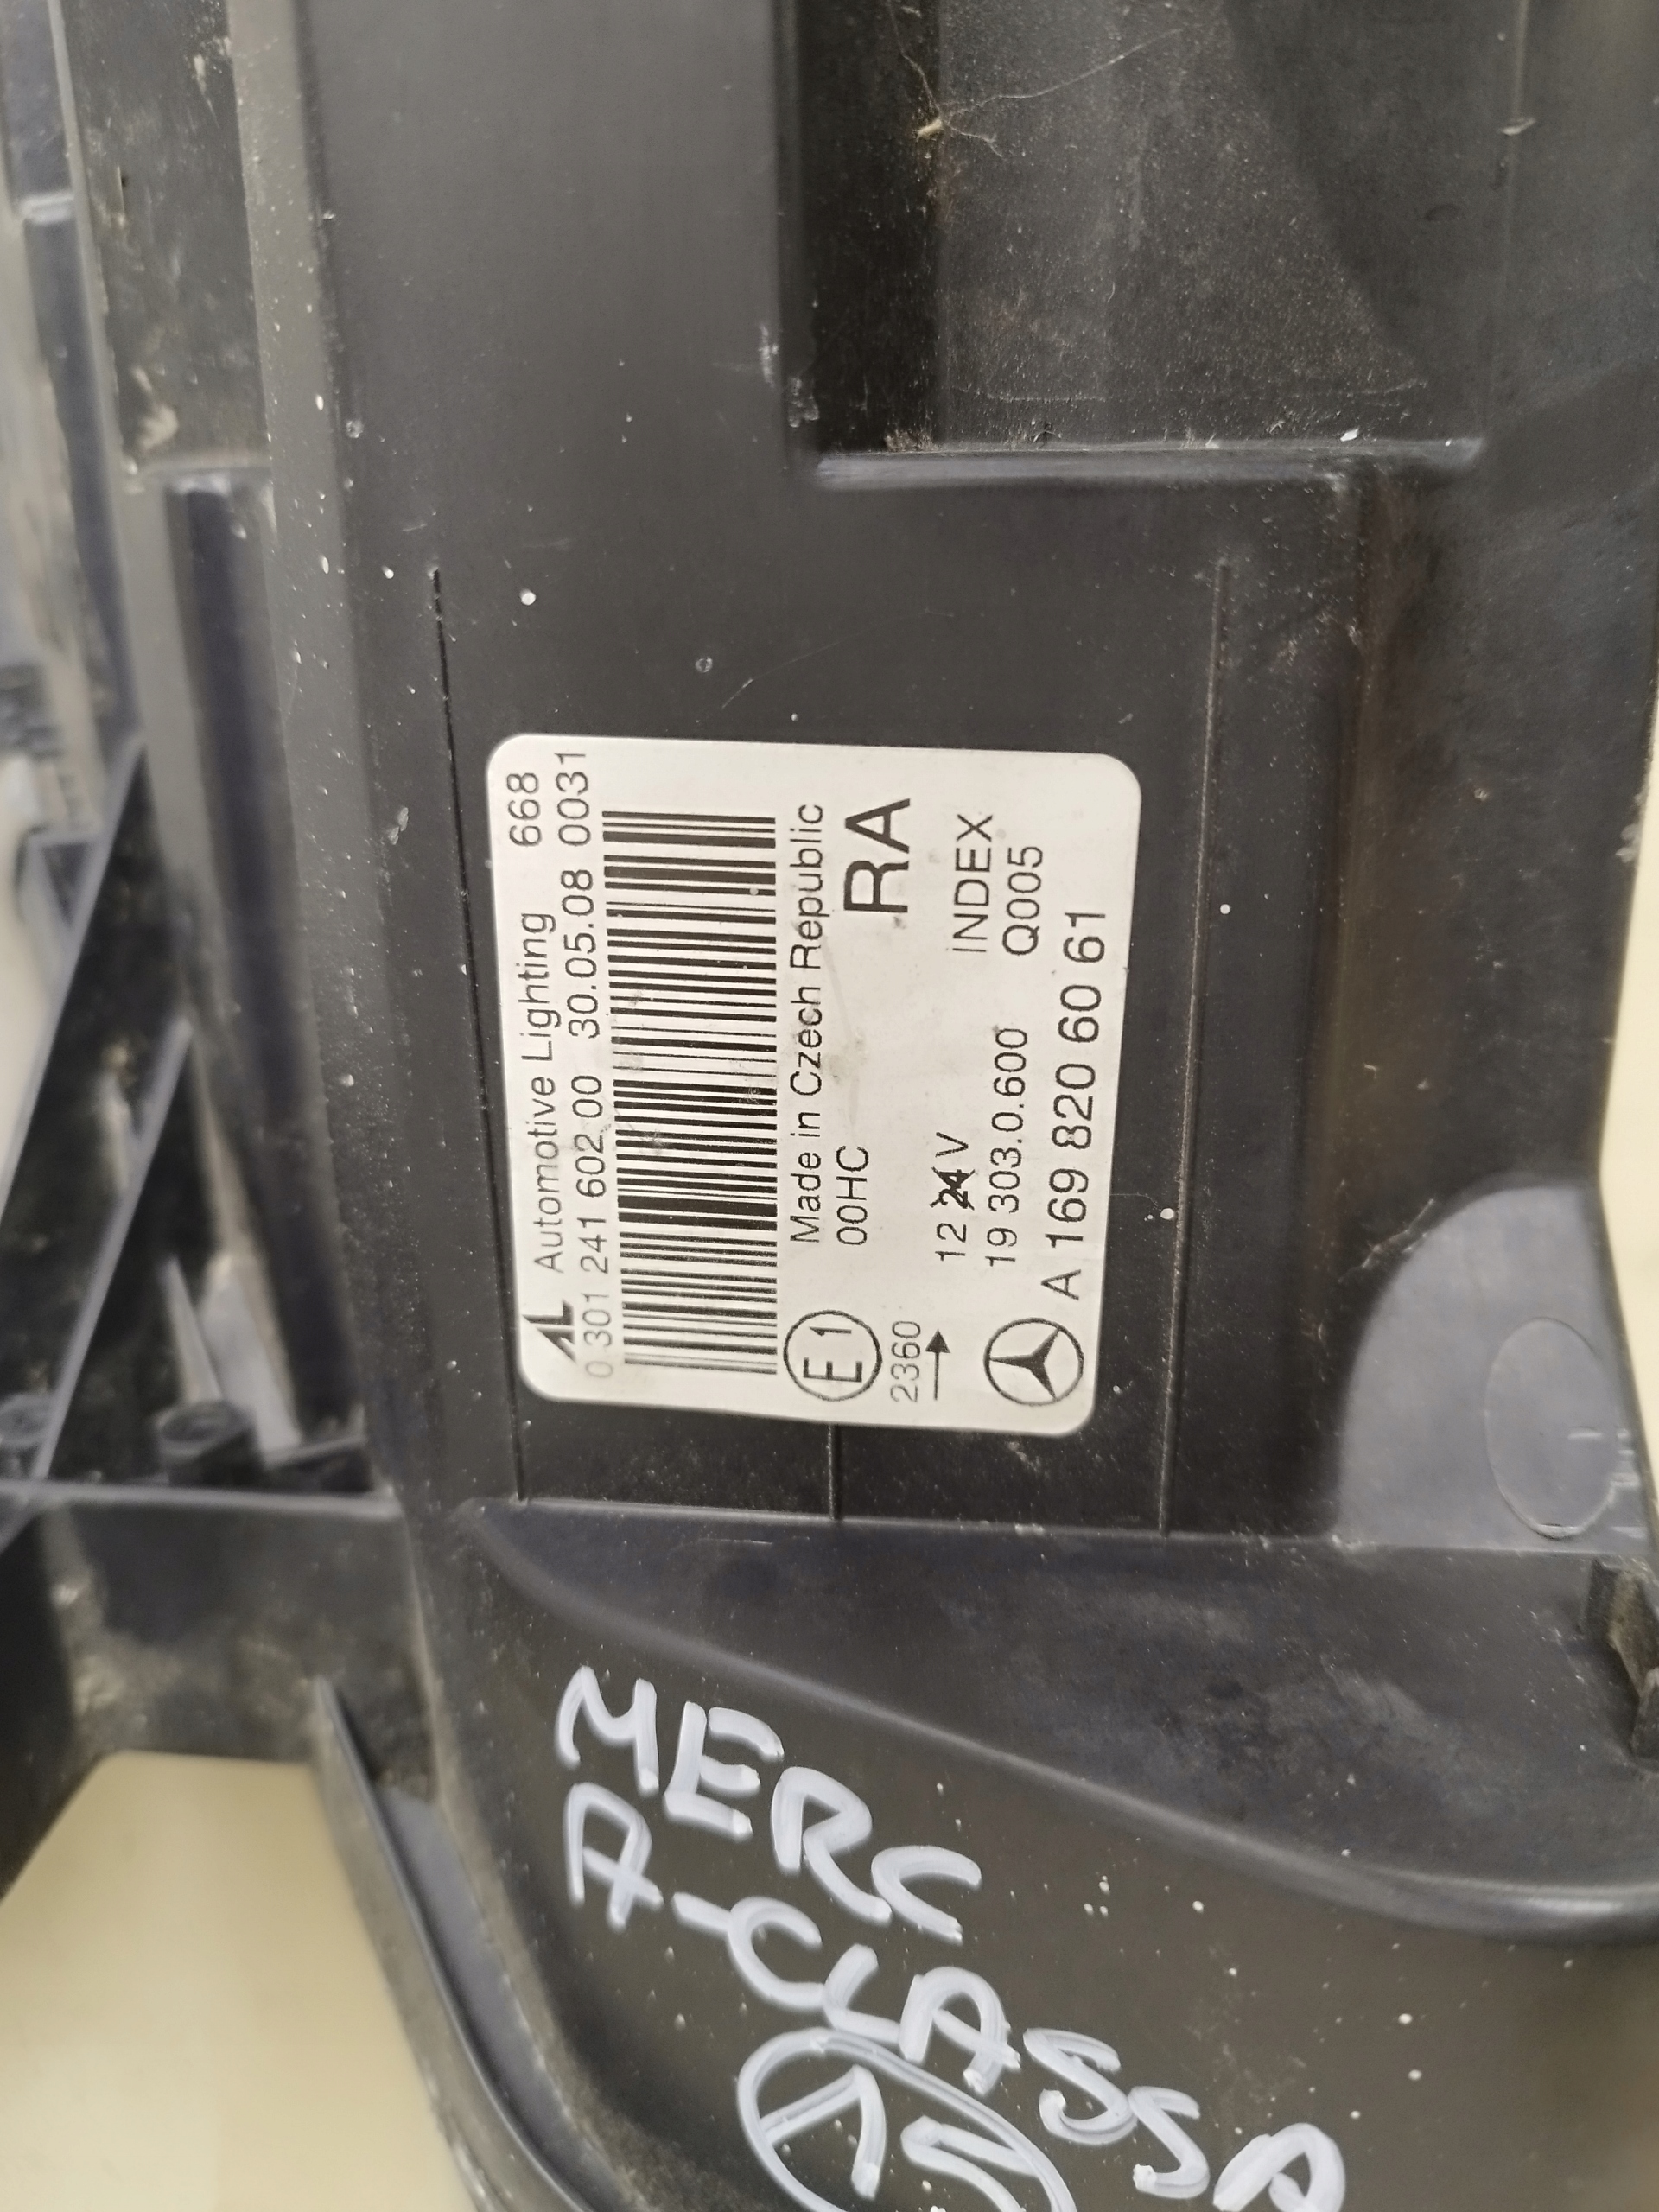 AL Automotive Lighting 668
0 301 241 602 00 30.05.08 0031
Made in Czech Republic
E1 00HC RA
2360
12 24 V INDEX
19 303.0.600 Q005
A 169 820 60 61
MERC
A-CLASSA